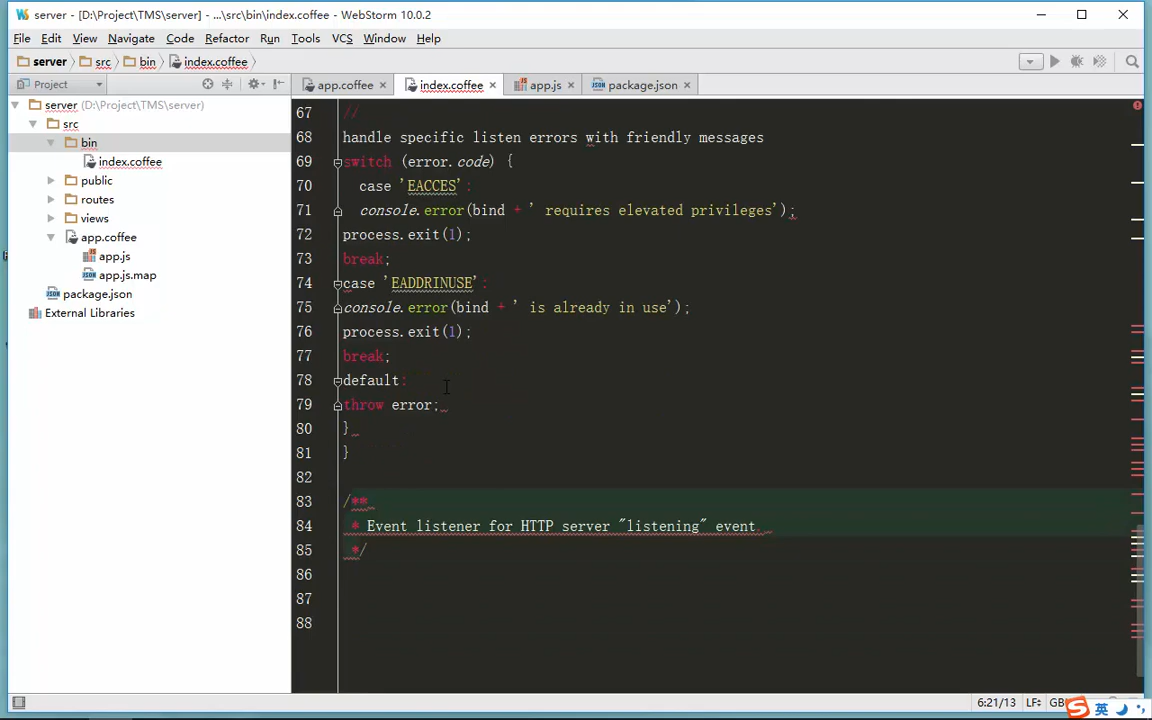 server - [D:\Project\TMS\server] - ...\src\bin\index.coffee - WebStorm 10.0.2
File Edit View Navigate Code Refactor Run Tools VCS Window Help
server src bin index.coffee
Project app.coffee index.coffee app.js package.json
server (D:\Project\TMS\server)
src
bin
index.coffee
public
routes
views
app.coffee
app.js
app.js.map
package.json
External Libraries
67 //
68 handle specific listen errors with friendly messages
69 switch (error.code) {
70 case 'EACCES':
71 console.error(bind + ' requires elevated privileges');
72 process.exit(1);
73 break;
74 case 'EADDRINUSE':
75 console.error(bind + ' is already in use');
76 process.exit(1);
77 break;
78 default:
79 throw error;
80 }
81 }
82
83 /**
84 * Event listener for HTTP server "listening" event.
85 */
86
87
88
6:21/13 LF÷ GB
英